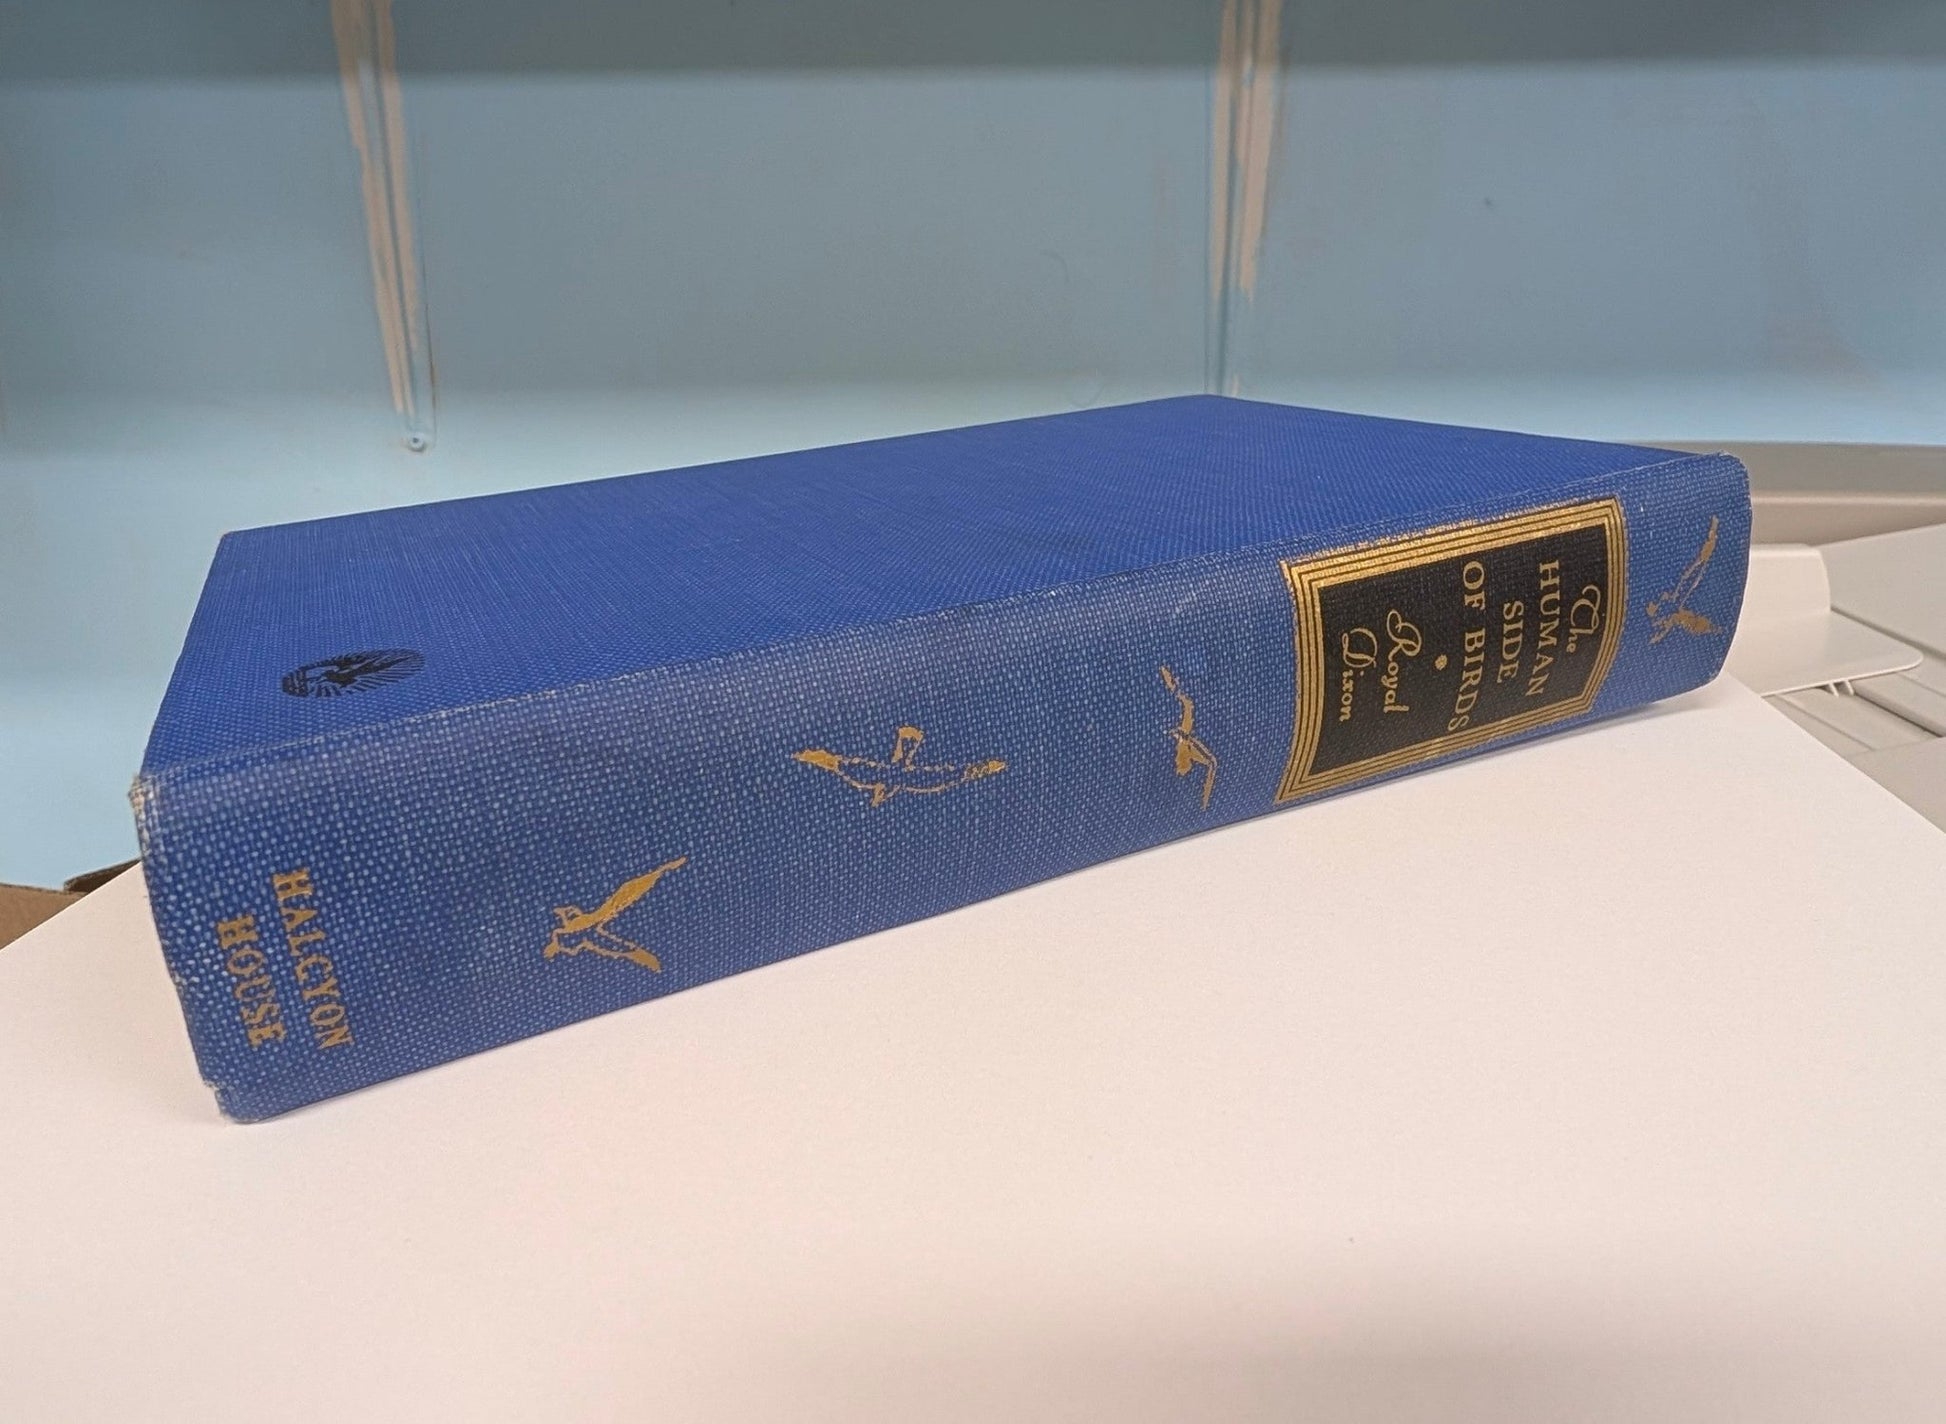 The
HUMAN
SIDE
OF BIRDS
Royal
Dixon
HALCYON
HOUSE